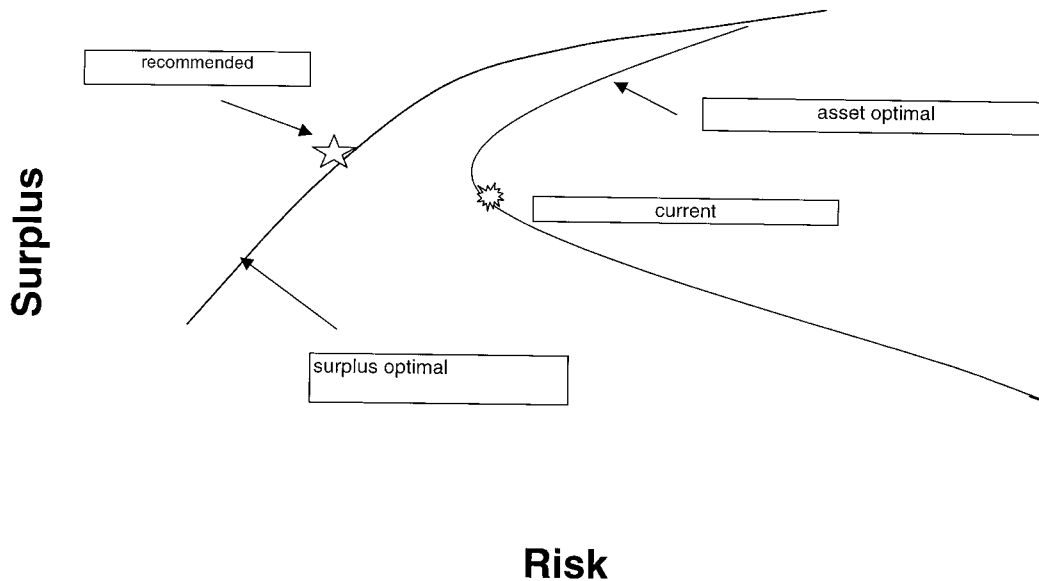 recommended
asset optimal
Surplus
current
surplus optimal
Risk